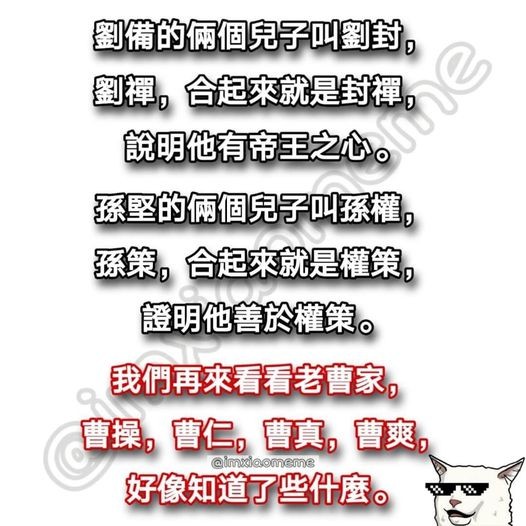 劉備的倆個兒子叫劉封，
劉禪，合起來就是封禪，
說明他有帝王之心。
孫堅的倆個兒子叫孫權，
孫策，合起來就是權策，
證明他善於權策。
我們再來看看老曹家，
曹操，曹仁，曹真，曹爽，
@imxiaomeme
好像知道了些什麼。
@imxiaomeme